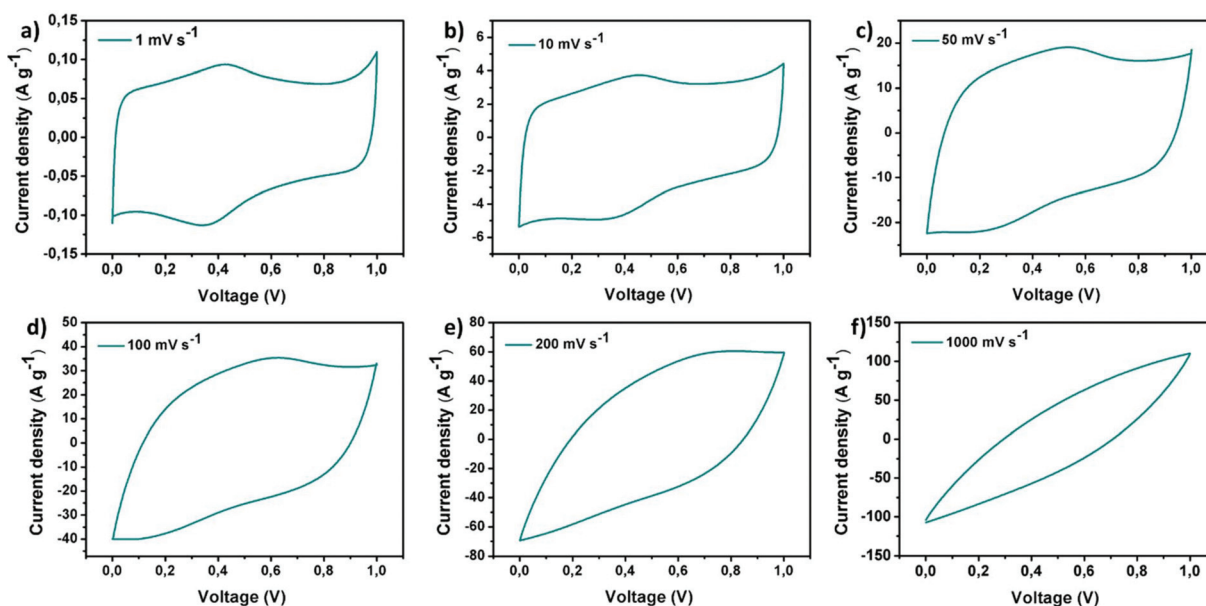 a)
1 mV s⁻¹
Current density (A g⁻¹)
0,15
0,10
0,05
0,00
-0,05
-0,10
-0,15
0,0 0,2 0,4 0,6 0,8 1,0
Voltage (V)
b)
10 mV s⁻¹
Current density (A g⁻¹)
6
4
2
0
-2
-4
-6
0,0 0,2 0,4 0,6 0,8 1,0
Voltage (V)
c)
50 mV s⁻¹
Current density (A g⁻¹)
20
10
0
-10
-20
0,0 0,2 0,4 0,6 0,8 1,0
Voltage (V)
d)
100 mV s⁻¹
Current density (A g⁻¹)
50
40
30
20
10
0
-10
-20
-30
-40
0,0 0,2 0,4 0,6 0,8 1,0
Voltage (V)
e)
200 mV s⁻¹
Current density (A g⁻¹)
80
60
40
20
0
-20
-40
-60
-80
0,0 0,2 0,4 0,6 0,8 1,0
Voltage (V)
f)
1000 mV s⁻¹
Current density (A g⁻¹)
150
100
50
0
-50
-100
-150
0,0 0,2 0,4 0,6 0,8 1,0
Voltage (V)